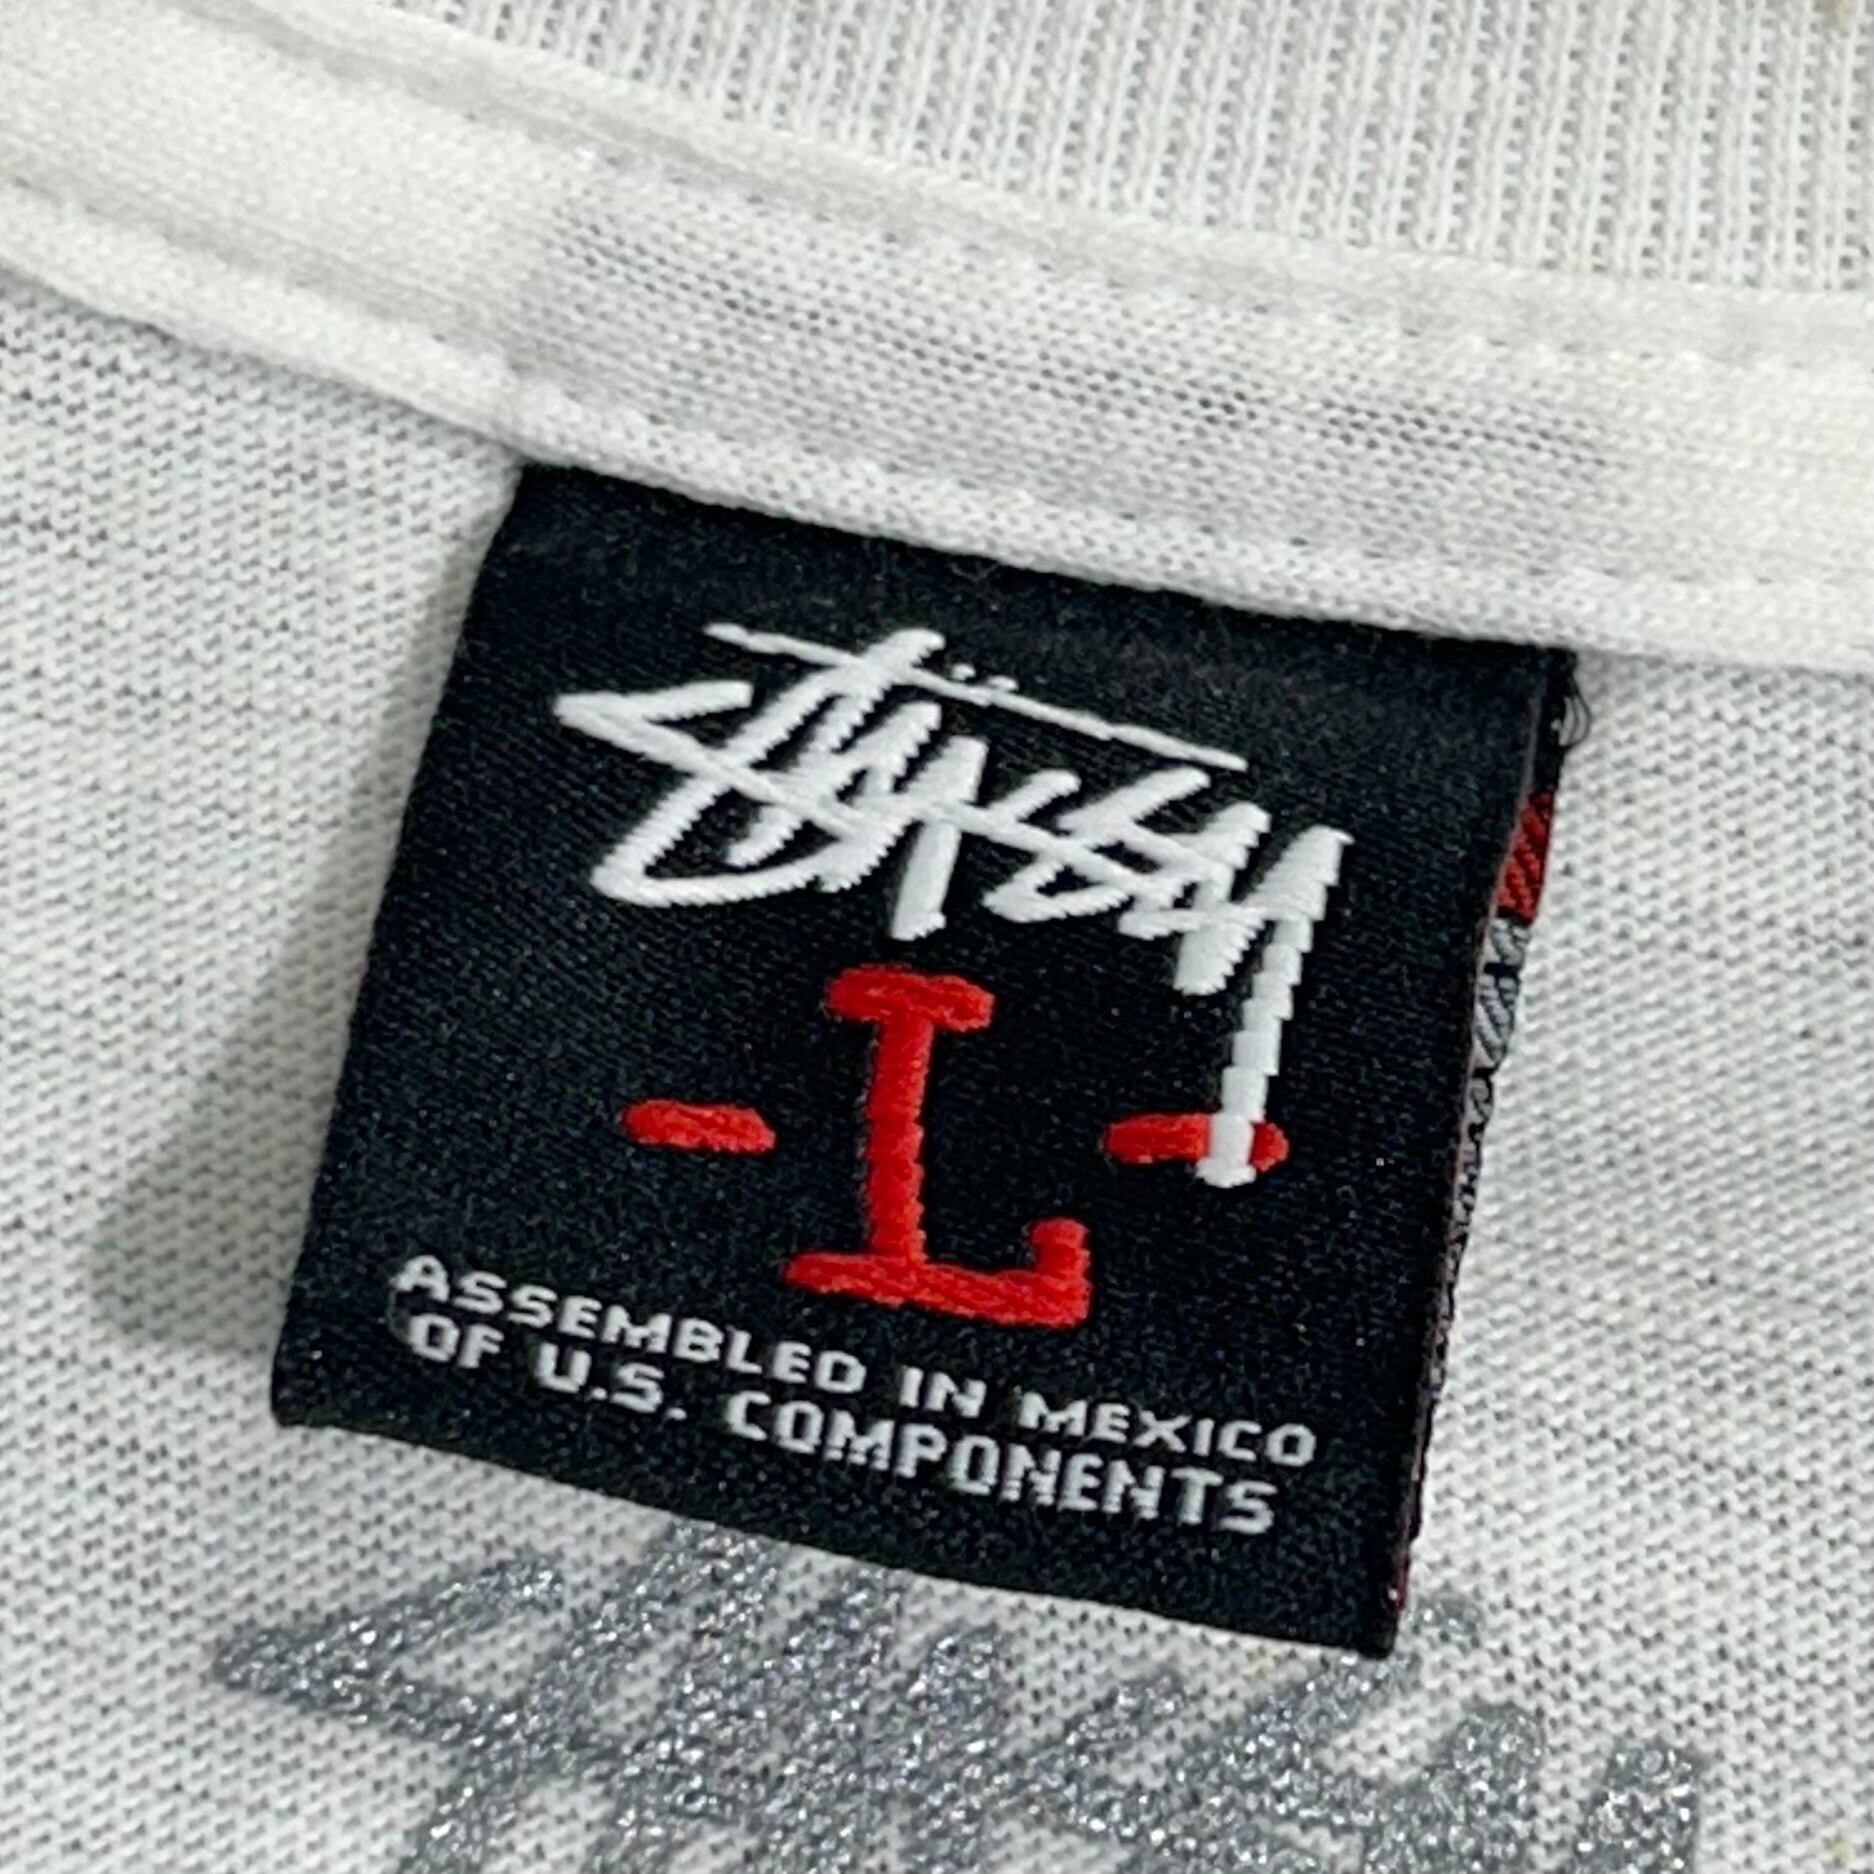 Stüssy
- L -
ASSEMBLED IN MEXICO
OF U.S. COMPONENTS